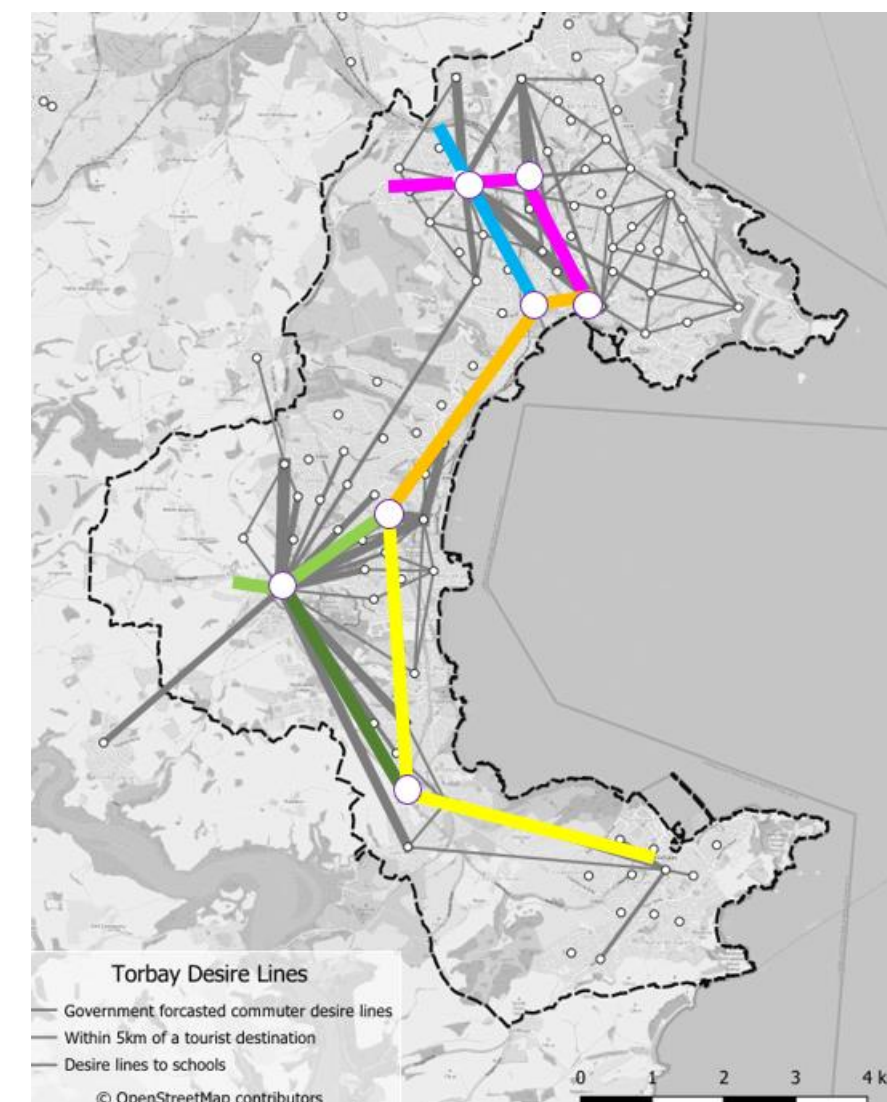 Torbay Desire Lines
Government forcasted commuter desire lines
Within 5km of a tourist destination
Desire lines to schools
© OpenStreetMap contributors
0 1 2 3 4 k